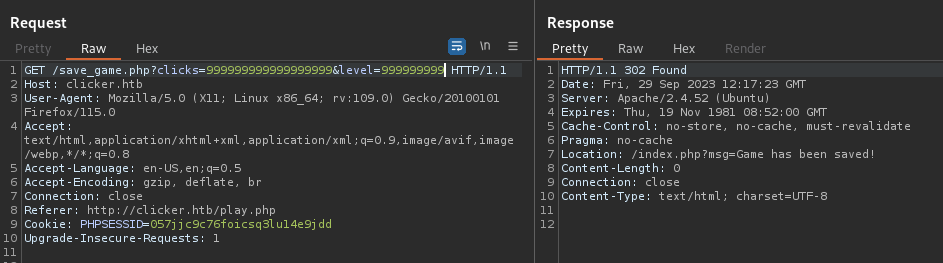 Request
Pretty Raw Hex
\n
1 GET /save_game.php?clicks=999999999999999999&level=999999999 HTTP/1.1
2 Host: clicker.htb
3 User-Agent: Mozilla/5.0 (X11; Linux x86_64; rv:109.0) Gecko/20100101
Firefox/115.0
4 Accept:
text/html,application/xhtml+xml,application/xml;q=0.9,image/avif,image
/webp,*/*;q=0.8
5 Accept-Language: en-US,en;q=0.5
6 Accept-Encoding: gzip, deflate, br
7 Connection: close
8 Referer: http://clicker.htb/play.php
9 Cookie: PHPSESSID=057jjc9c76foicsq3lu14e9jdd
10 Upgrade-Insecure-Requests: 1
11
Response
Pretty Raw Hex Render
1 HTTP/1.1 302 Found
2 Date: Fri, 29 Sep 2023 12:17:23 GMT
3 Server: Apache/2.4.52 (Ubuntu)
4 Expires: Thu, 19 Nov 1981 08:52:00 GMT
5 Cache-Control: no-store, no-cache, must-revalidate
6 Pragma: no-cache
7 Location: /index.php?msg=Game has been saved!
8 Content-Length: 0
9 Connection: close
10 Content-Type: text/html; charset=UTF-8
11
12